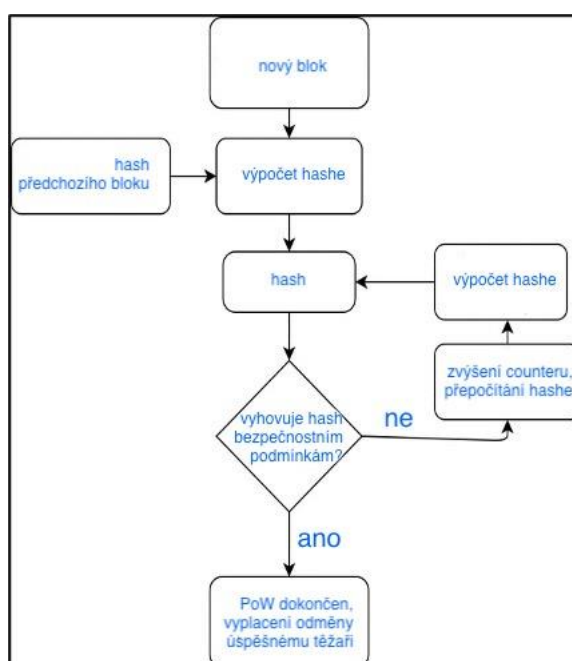 nový blok
hash
předchozího bloku
výpočet hashe
hash
výpočet hashe
zvýšení counteru,
přepočítání hashe
vyhovuje hash
bezpečnostním
podmínkám?
ne
ano
PoW dokončen,
vyplacení odměny
úspěšnému těžaři